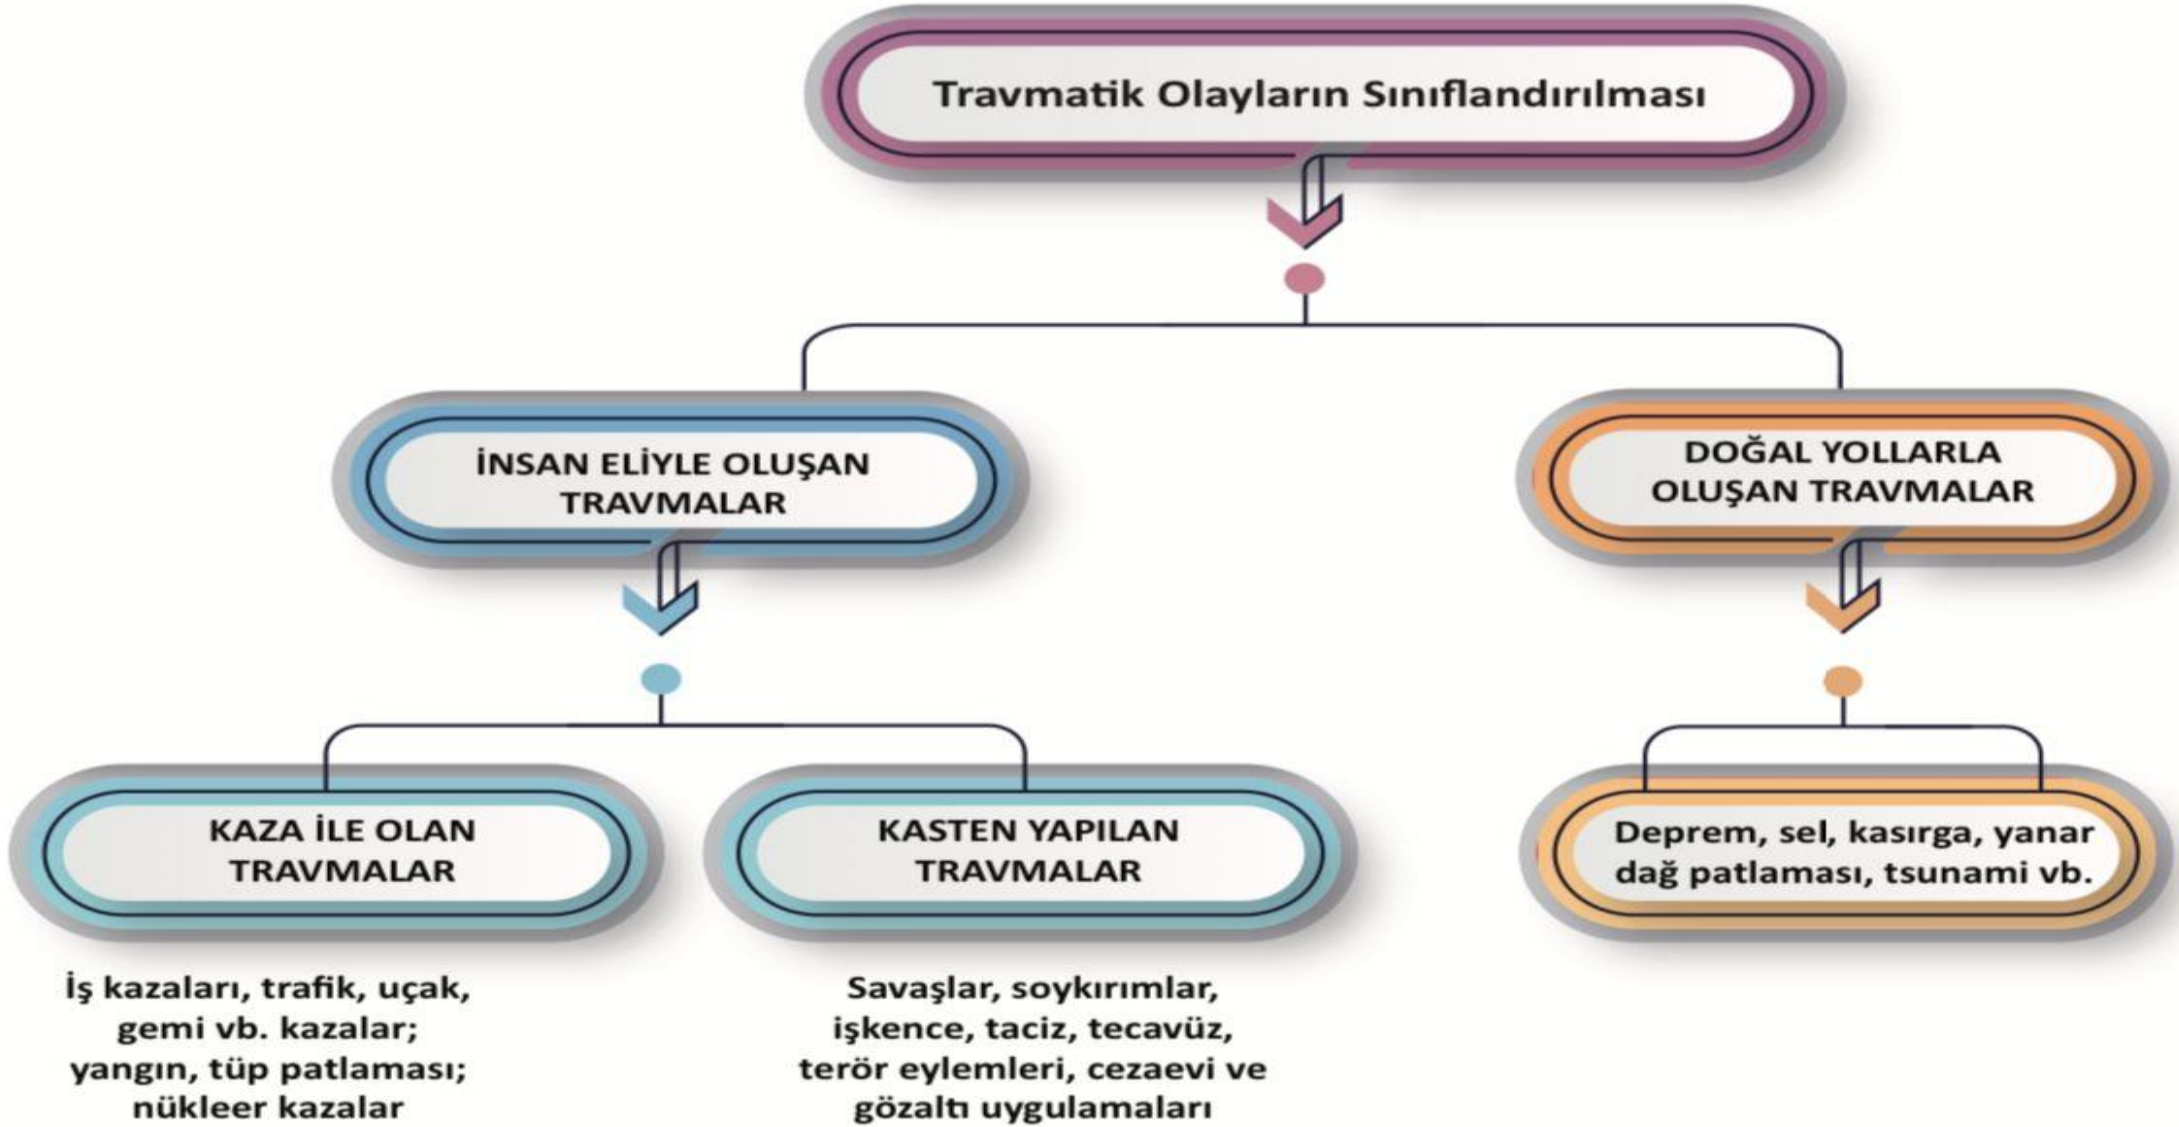 Travmatik Olayların Sınıflandırılması
İNSAN ELİYLE OLUŞAN
TRAVMALAR
DOĞAL YOLLARLA
OLUŞAN TRAVMALAR
KAZA İLE OLAN
TRAVMALAR
KASTEN YAPILAN
TRAVMALAR
Deprem, sel, kasırga, yanar
dağ patlaması, tsunami vb.
İş kazaları, trafik, uçak,
gemi vb. kazalar;
yangın, tüp patlaması;
nükleer kazalar
Savaşlar, soykırımlar,
işkence, taciz, tecavüz,
terör eylemleri, cezaevi ve
gözaltı uygulamaları